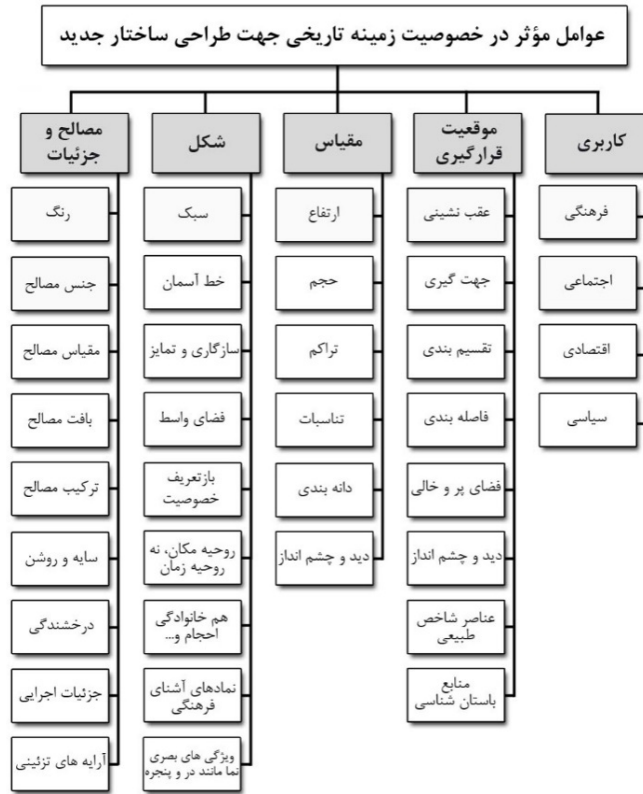 عوامل مؤثر در خصوصیت زمینه تاریخی جهت طراحی ساختار جدید
کاربری
فرهنگی
اجتماعی
اقتصادی
سیاسی
موقعیت
قرارگیری
عقب نشینی
جهت گیری
تقسیم بندی
فاصله بندی
فضای پر و خالی
دید و چشم انداز
عناصر شاخص
طبیعی
منابع
باستان شناسی
مقیاس
ارتفاع
حجم
تراکم
تناسبات
دانه بندی
دید و چشم انداز
شکل
سبک
خط آسمان
سازگاری و تمایز
فضای واسط
بازتعریف
خصوصیت
روحیه مکان، نه
روحیه زمان
هم خانوادگی
احجام و...
نمادهای آشنای
فرهنگی
ویژگی های بصری
نما مانند در و پنجره
مصالح و
جزئیات
رنگ
جنس مصالح
مقیاس مصالح
بافت مصالح
ترکیب مصالح
سایه و روشن
درخشندگی
جزئیات اجرایی
آرایه های تزئینی